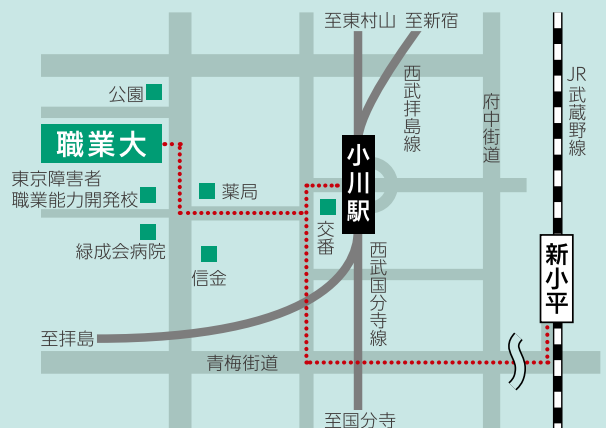 至東村山
至新宿
西武拝島線
府中街道
JR武蔵野線
公園
職業大
小川駅
東京障害者
職業能力開発校
薬局
交番
緑成会病院
信金
西武国分寺線
新小平
至拝島
青梅街道
至国分寺